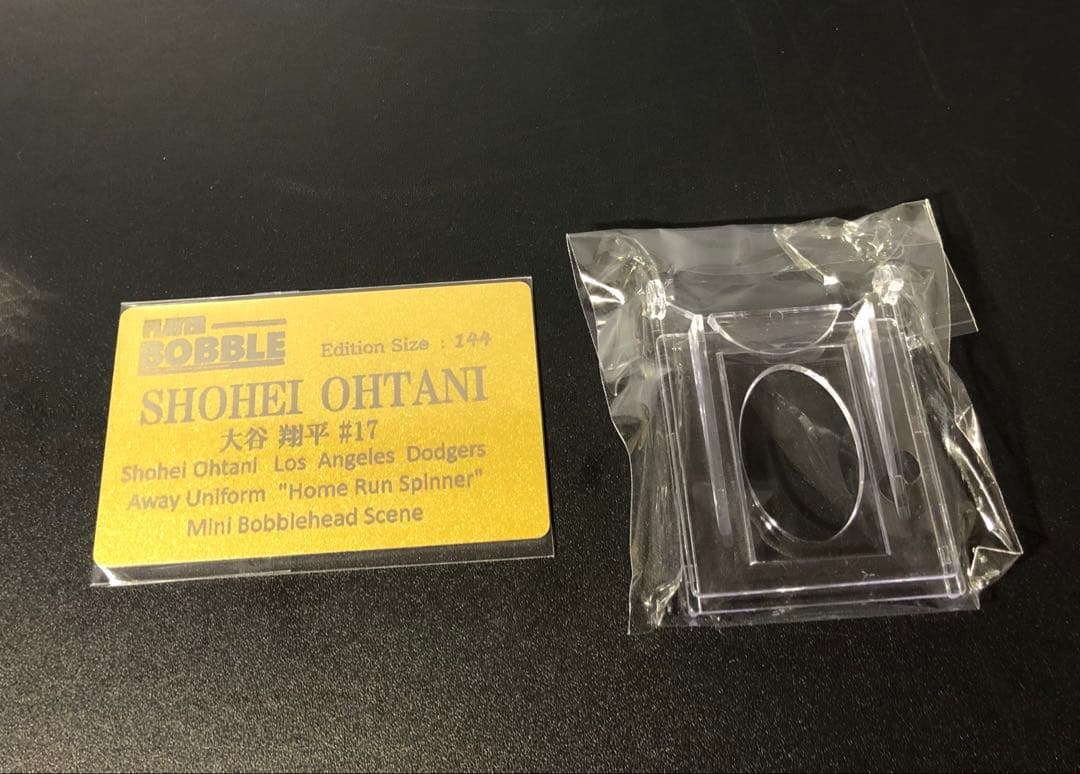 PLAYER
BOBBLE
Edition Size : 144
SHOHEI OHTANI
大谷 翔平 #17
Shohei Ohtani Los Angeles Dodgers
Away Uniform "Home Run Spinner"
Mini Bobblehead Scene